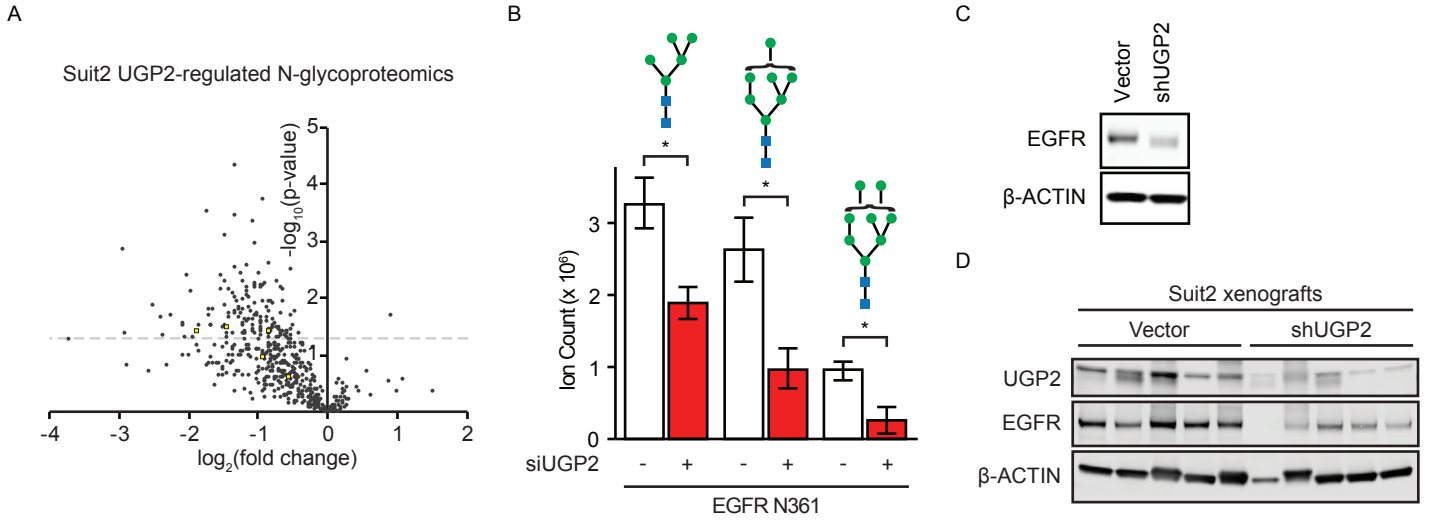 A
Suit2 UGP2-regulated N-glycoproteomics
-log10(p-value)
5
4
3
2
1
-4 -3 -2 -1 0 1 2
log2(fold change)
B
Ion Count (x 10⁶)
3
2
1
0
* * *
siUGP2 - + - + - +
EGFR N361
C
Vector shUGP2
EGFR
β-ACTIN
D
Suit2 xenografts
Vector shUGP2
UGP2
EGFR
β-ACTIN